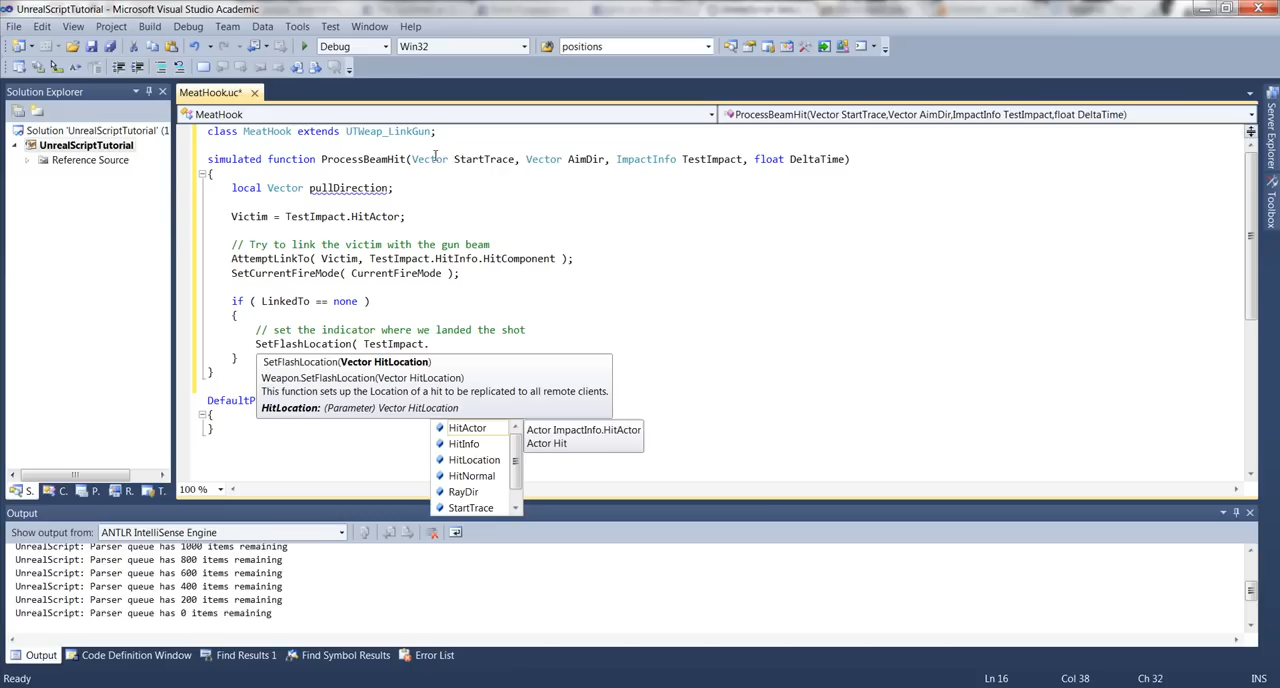 UnrealScriptTutorial - Microsoft Visual Studio Academic
File Edit View Project Build Debug Team Data Tools Test Window Help
Debug Win32 positions
Solution Explorer
MeatHook.uc*
MeatHook
ProcessBeamHit(Vector StartTrace,Vector AimDir,ImpactInfo TestImpact,float DeltaTime)
Solution 'UnrealScriptTutorial' (1
UnrealScriptTutorial
Reference Source
class MeatHook extends UTWeap_LinkGun;
simulated function ProcessBeamHit(Vector StartTrace, Vector AimDir, ImpactInfo TestImpact, float DeltaTime)
{
local Vector pullDirection;
Victim = TestImpact.HitActor;
// Try to link the victim with the gun beam
AttemptLinkTo( Victim, TestImpact.HitInfo.HitComponent );
SetCurrentFireMode( CurrentFireMode );
if ( LinkedTo == none )
{
// set the indicator where we landed the shot
SetFlashLocation( TestImpact.
}
}
SetFlashLocation(Vector HitLocation)
Weapon.SetFlashLocation(Vector HitLocation)
This function sets up the Location of a hit to be replicated to all remote clients.
HitLocation: (Parameter) Vector HitLocation
DefaultP
{
}
HitActor
HitInfo
HitLocation
HitNormal
RayDir
StartTrace
Actor ImpactInfo.HitActor
Actor Hit
Server Explorer
Toolbox
S. C. P. R. T.
100 %
Output
Show output from: ANTLR IntelliSense Engine
UnrealScript: Parser queue has 1000 items remaining
UnrealScript: Parser queue has 800 items remaining
UnrealScript: Parser queue has 600 items remaining
UnrealScript: Parser queue has 400 items remaining
UnrealScript: Parser queue has 200 items remaining
UnrealScript: Parser queue has 0 items remaining
Output Code Definition Window Find Results 1 Find Symbol Results Error List
Ready Ln 16 Col 38 Ch 32 INS